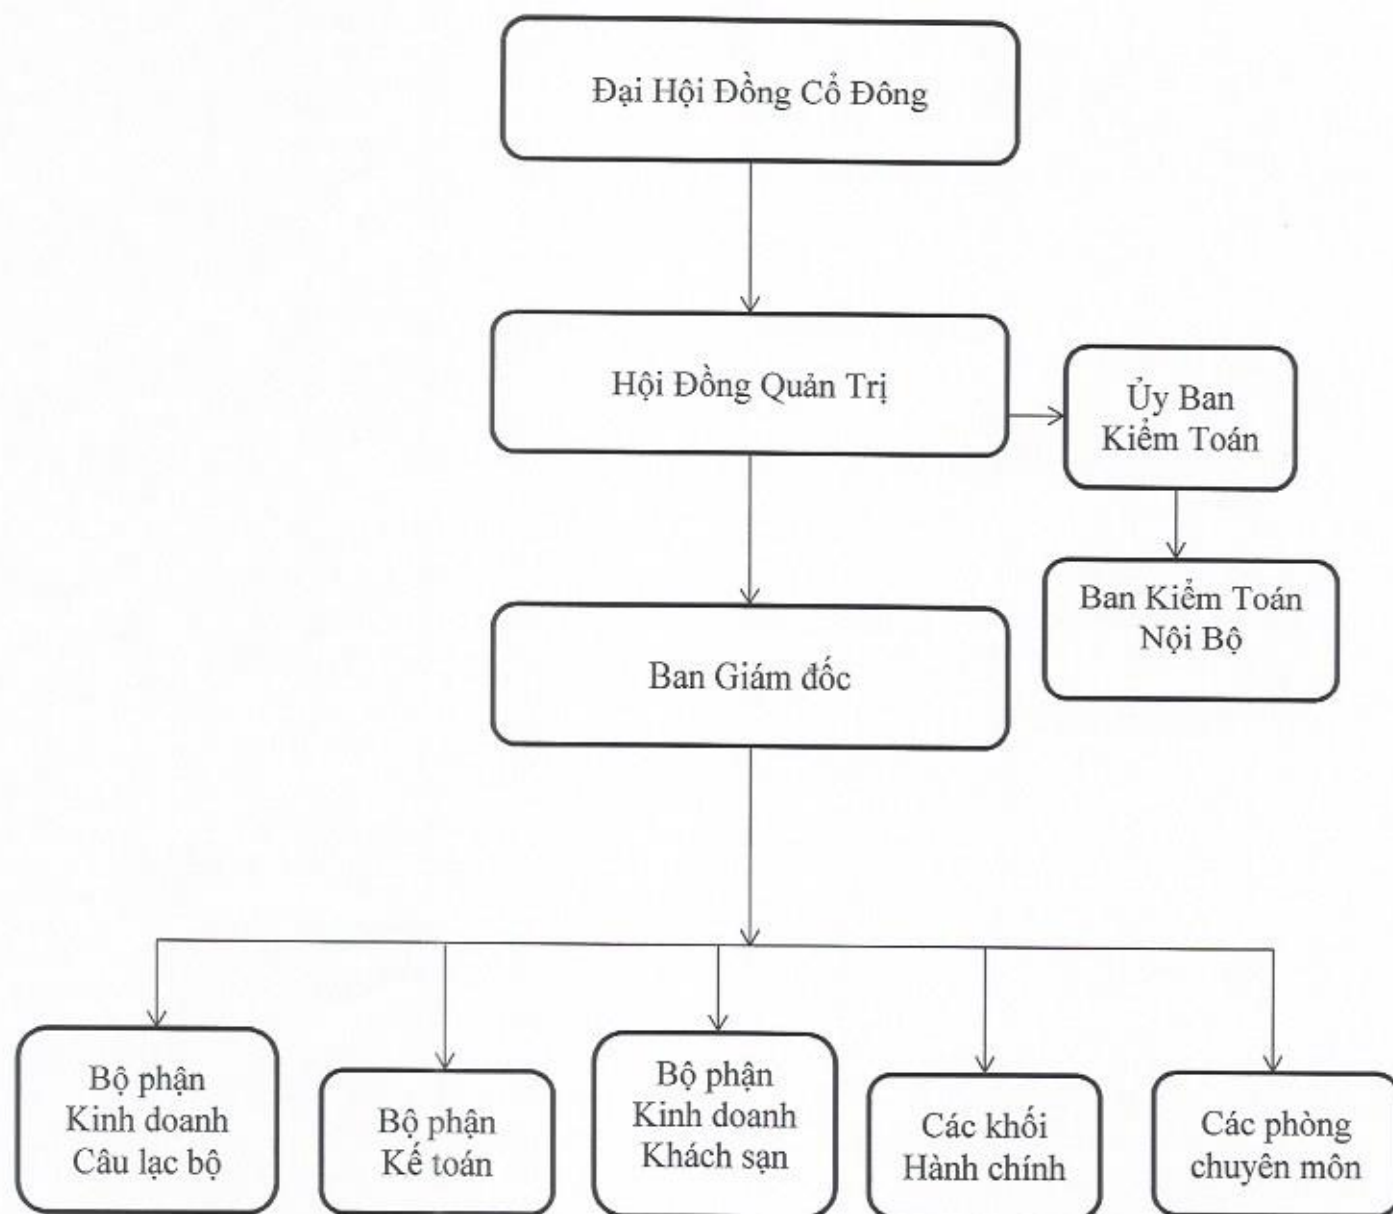 Đại Hội Đồng Cổ Đông
Hội Đồng Quản Trị
Ủy Ban
Kiểm Toán
Ban Kiểm Toán
Nội Bộ
Ban Giám đốc
Bộ phận
Kinh doanh
Câu lạc bộ
Bộ phận
Kế toán
Bộ phận
Kinh doanh
Khách sạn
Các khối
Hành chính
Các phòng
chuyên môn